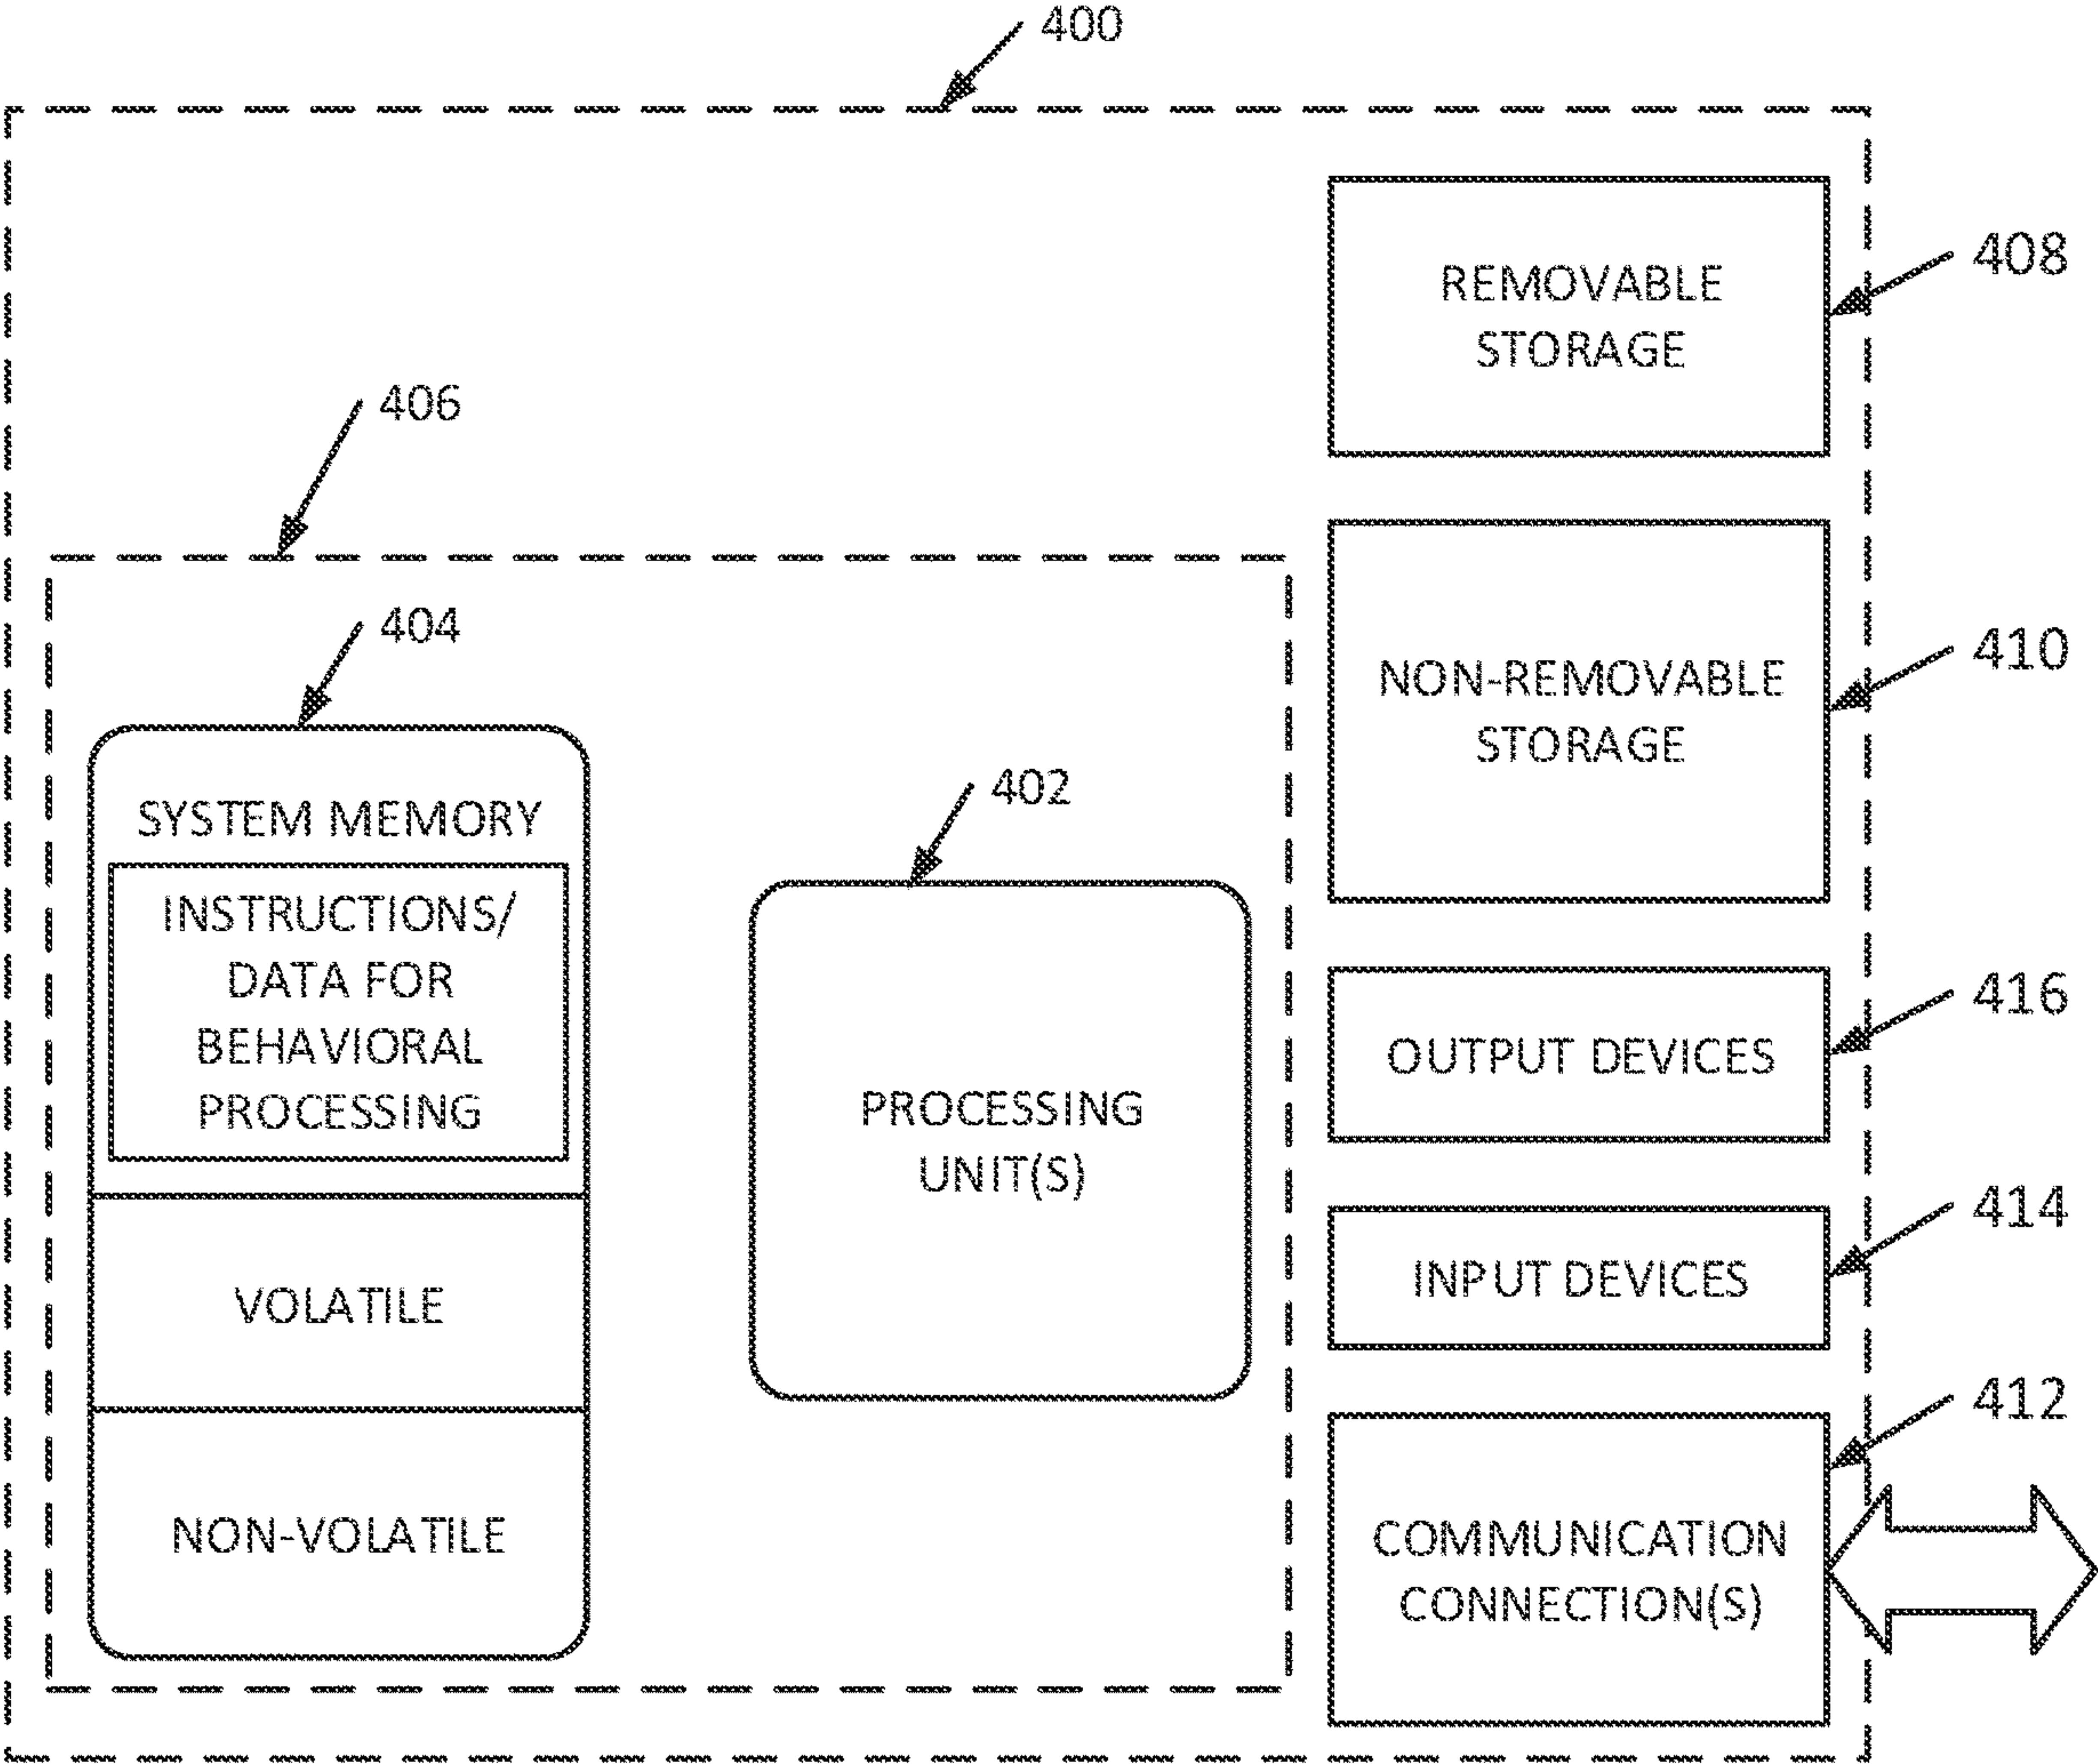 400
REMOVABLE
STORAGE
408
406
NON-REMOVABLE
STORAGE
410
404
SYSTEM MEMORY
INSTRUCTIONS/
DATA FOR
BEHAVIORAL
PROCESSING
VOLATILE
NON-VOLATILE
402
PROCESSING
UNIT(S)
OUTPUT DEVICES
416
INPUT DEVICES
414
COMMUNICATION
CONNECTION(S)
412